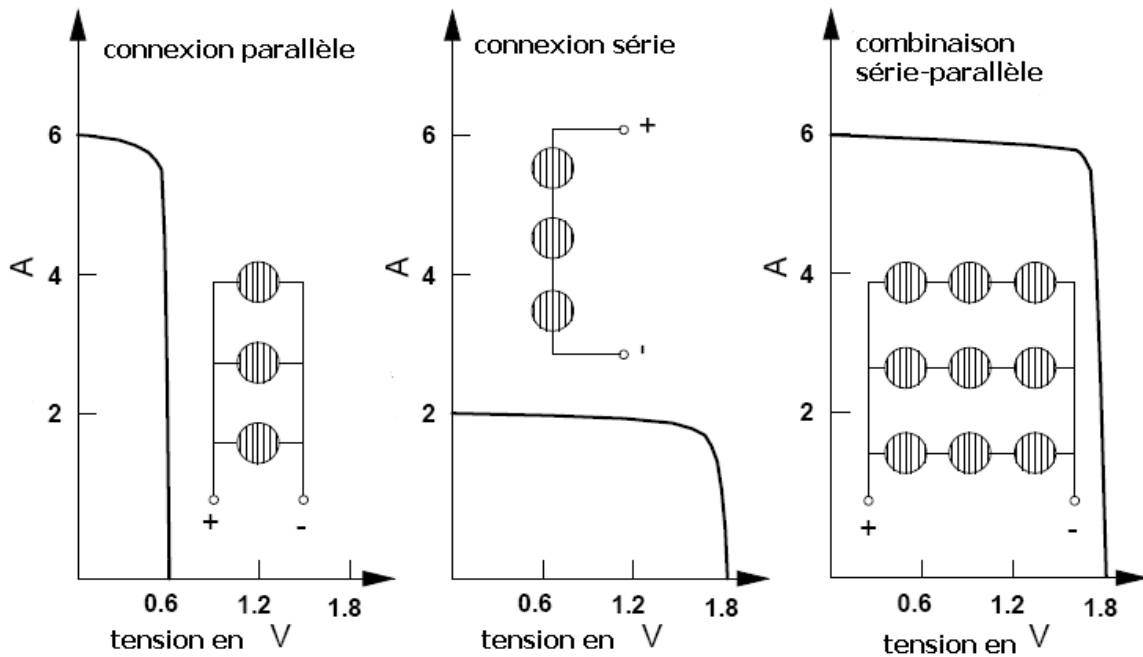 connexion parallèle
6
4
2
A
+ -
0.6 1.2 1.8
tension en V
connexion série
6
4
2
A
+
-
0.6 1.2 1.8
tension en V
combinaison
série-parallèle
6
4
2
A
+ -
0.6 1.2 1.8
tension en V